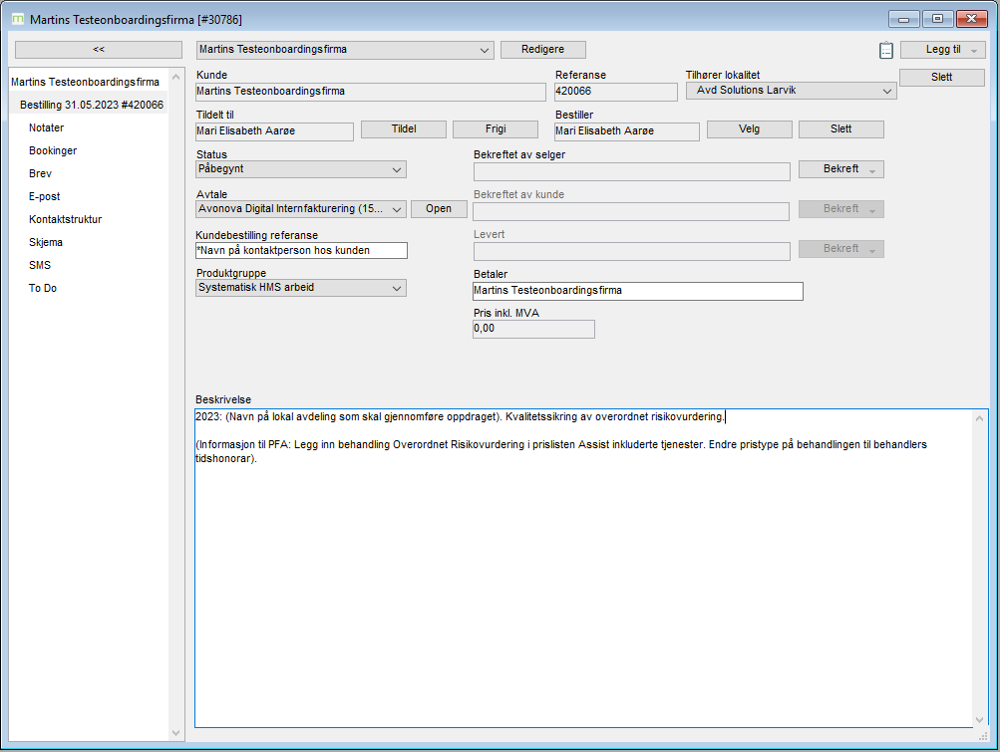 m Martins Testeonboardingsfirma [#30786]
<<
Martins Testeonboardingsfirma
Redigere
Legg til
Martins Testeonboardingsfirma
Bestilling 31.05.2023 #420066
Notater
Bookinger
Brev
E-post
Kontaktstruktur
Skjema
SMS
To Do
Kunde
Referanse
Tilhører lokalitet
Slett
Martins Testeonboardingsfirma
420066
Avd Solutions Larvik
Tildelt til
Bestiller
Mari Elisabeth Aarøe
Tildel
Frigi
Mari Elisabeth Aarøe
Velg
Slett
Status
Bekreftet av selger
Påbegynt
Bekreft
Avtale
Bekreftet av kunde
Avonova Digital Internfakturering (15...
Open
Bekreft
Kundebestilling referanse
Levert
*Navn på kontaktperson hos kunden
Bekreft
Produktgruppe
Betaler
Systematisk HMS arbeid
Martins Testeonboardingsfirma
Pris inkl. MVA
0,00
Beskrivelse
2023: (Navn på lokal avdeling som skal gjennomføre oppdraget). Kvalitetssikring av overordnet risikovurdering.
(Informasjon til PFA: Legg inn behandling Overordnet Risikovurdering i prislisten Assist inkluderte tjenester. Endre pristype på behandlingen til behandlers
tidshonorar).